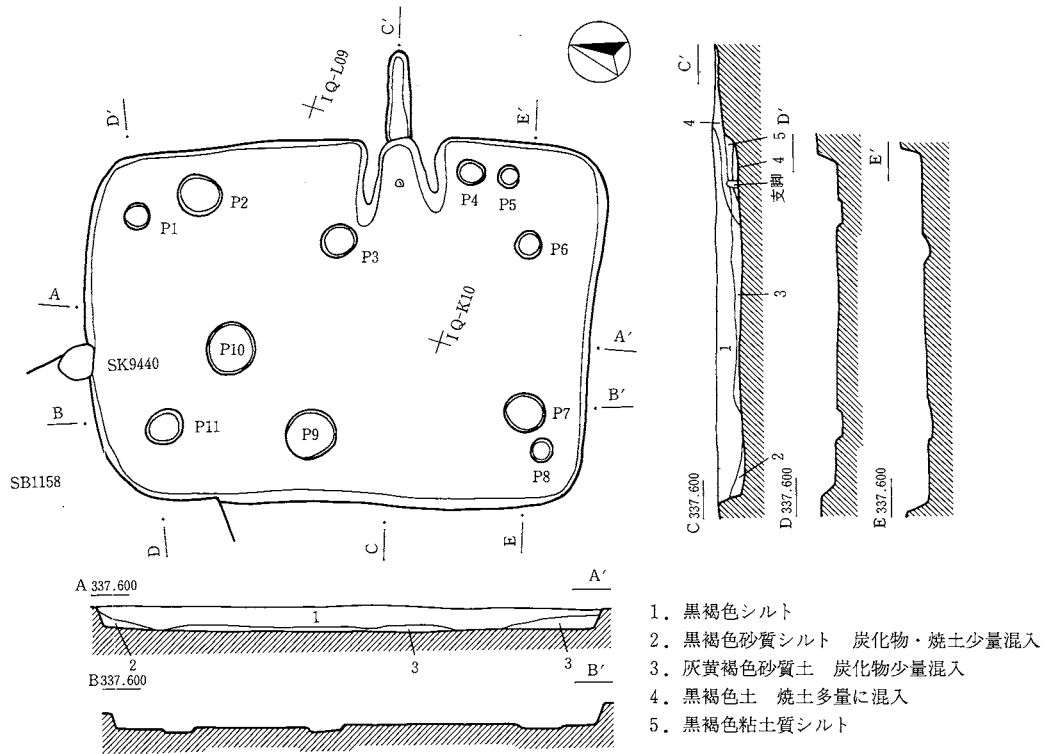 C′
IQ-L09
D′
E′
P4
P5
P2
P1
P3
P6
A
IQ-K10
A′
P10
SK9440
B
B′
P7
P11
P9
P8
SB1158
D
C
E
C′
4
5
D′
4
支脚
E′
3
1
2
C 337.600
D 337.600
E 337.600
A 337.600
A′
1
2
3
3
B 337.600
B′
1. 黒褐色シルト
2. 黒褐色砂質シルト 炭化物・焼土少量混入
3. 灰黄褐色砂質土 炭化物少量混入
4. 黒褐色土 焼土多量に混入
5. 黒褐色粘土質シルト